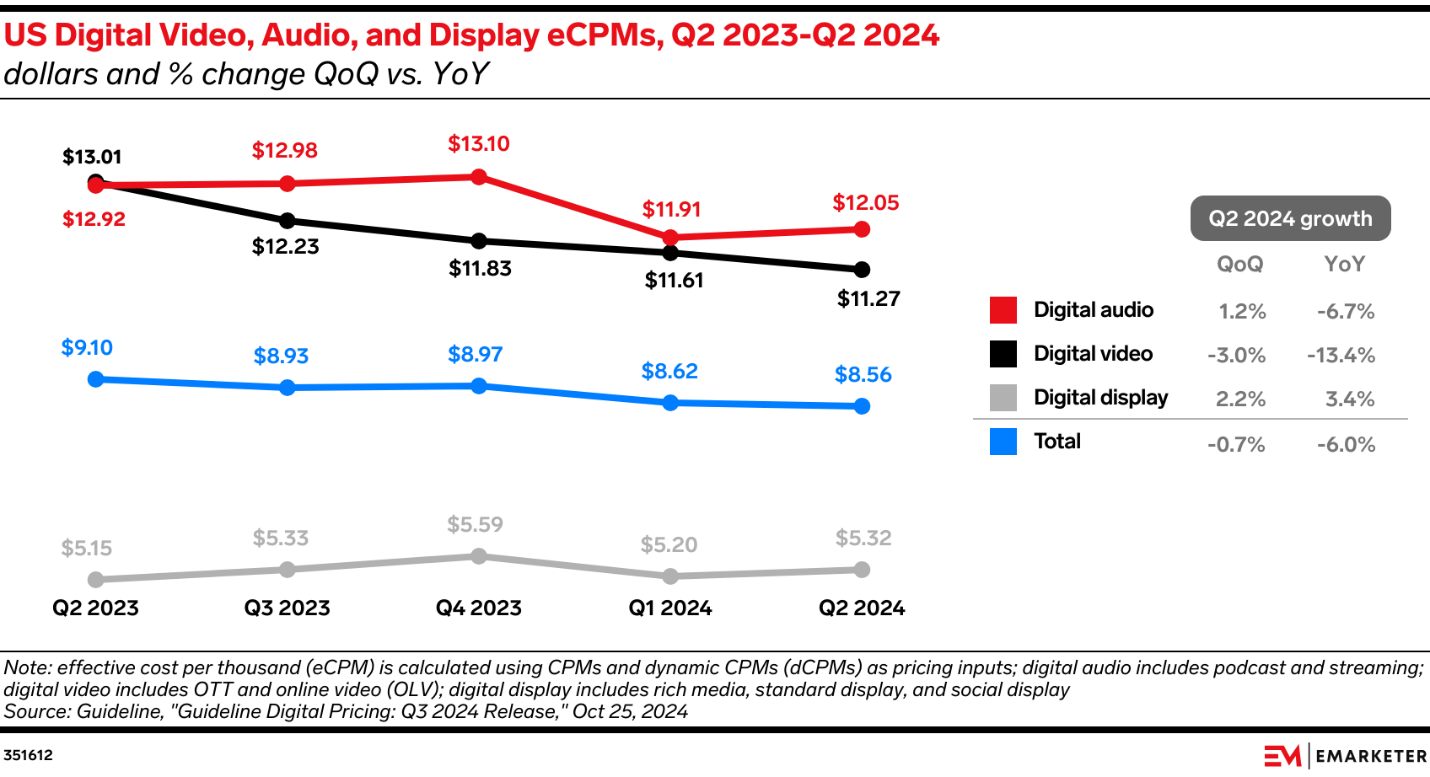 US Digital Video, Audio, and Display eCPMs, Q2 2023-Q2 2024
dollars and % change QoQ vs. YoY
$13.01
$12.98
$13.10
$12.92
$12.23
$11.83
$11.91
$11.61
$12.05
$11.27
$9.10
$8.93
$8.97
$8.62
$8.56
$5.15
$5.33
$5.59
$5.20
$5.32
Q2 2023 Q3 2023 Q4 2023 Q1 2024 Q2 2024
Q2 2024 growth
QoQ YoY
Digital audio 1.2% -6.7%
Digital video -3.0% -13.4%
Digital display 2.2% 3.4%
Total -0.7% -6.0%
Note: effective cost per thousand (eCPM) is calculated using CPMs and dynamic CPMs (dCPMs) as pricing inputs; digital audio includes podcast and streaming;
digital video includes OTT and online video (OLV); digital display includes rich media, standard display, and social display
Source: Guideline, "Guideline Digital Pricing: Q3 2024 Release," Oct 25, 2024
351612
EM EMARKETER